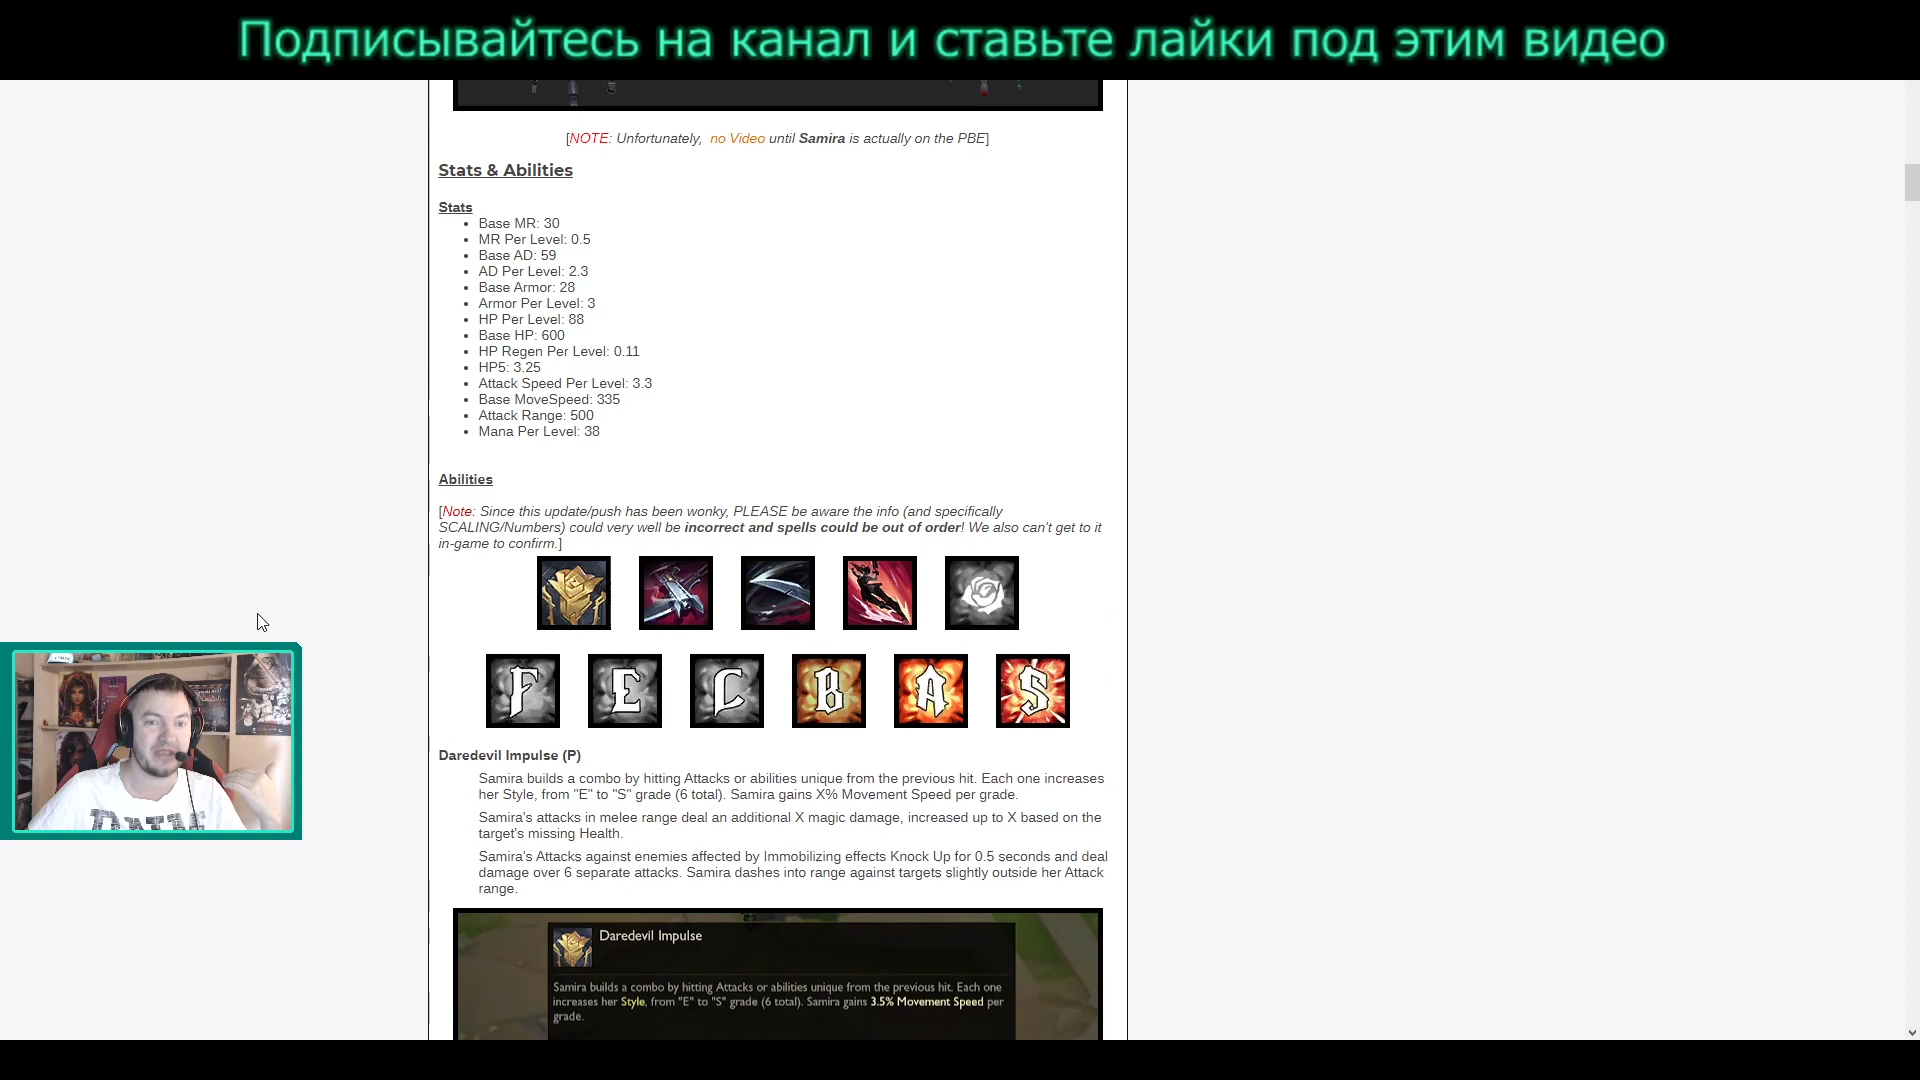 Подписывайтесь на канал и ставьте лайки под этим видео
[NOTE: Unfortunately, no Video until Samira is actually on the PBE]
Stats & Abilities
Stats
Base MR: 30
MR Per Level: 0.5
Base AD: 59
AD Per Level: 2.3
Base Armor: 28
Armor Per Level: 3
HP Per Level: 88
Base HP: 600
HP Regen Per Level: 0.11
HP5: 3.25
Attack Speed Per Level: 3.3
Base MoveSpeed: 335
Attack Range: 500
Mana Per Level: 38
Abilities
[Note: Since this update/push has been wonky, PLEASE be aware the info (and specifically
SCALING/Numbers) could very well be incorrect and spells could be out of order! We also can't get to it
in-game to confirm.]
F E C B A S
Daredevil Impulse (P)
Samira builds a combo by hitting Attacks or abilities unique from the previous hit. Each one increases
her Style, from "E" to "S" grade (6 total). Samira gains X% Movement Speed per grade.
Samira's attacks in melee range deal an additional X magic damage, increased up to X based on the
target's missing Health.
Samira's Attacks against enemies affected by Immobilizing effects Knock Up for 0.5 seconds and deal
damage over 6 separate attacks. Samira dashes into range against targets slightly outside her Attack
range.
Daredevil Impulse
Samira builds a combo by hitting Attacks or abilities unique from the previous hit. Each one
increases her Style, from "E" to "S" grade (6 total). Samira gains 3.5% Movement Speed per
grade.